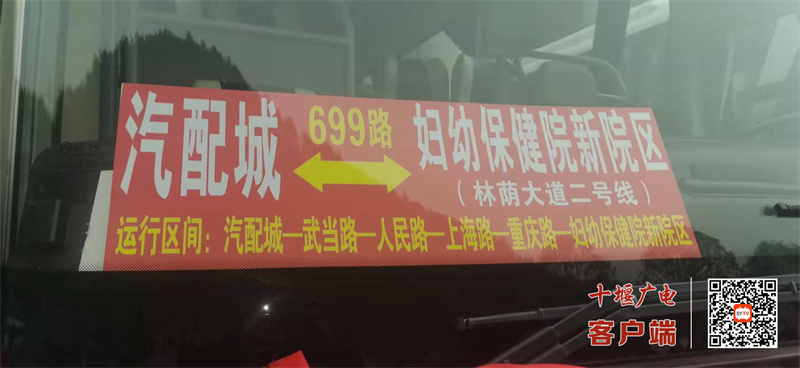 汽配城 699路 妇幼保健院新院区
（林荫大道二号线）
运行区间：汽配城—武当路—人民路—上海路—重庆路—妇幼保健院新院区
十堰广电
客户端
SYTV